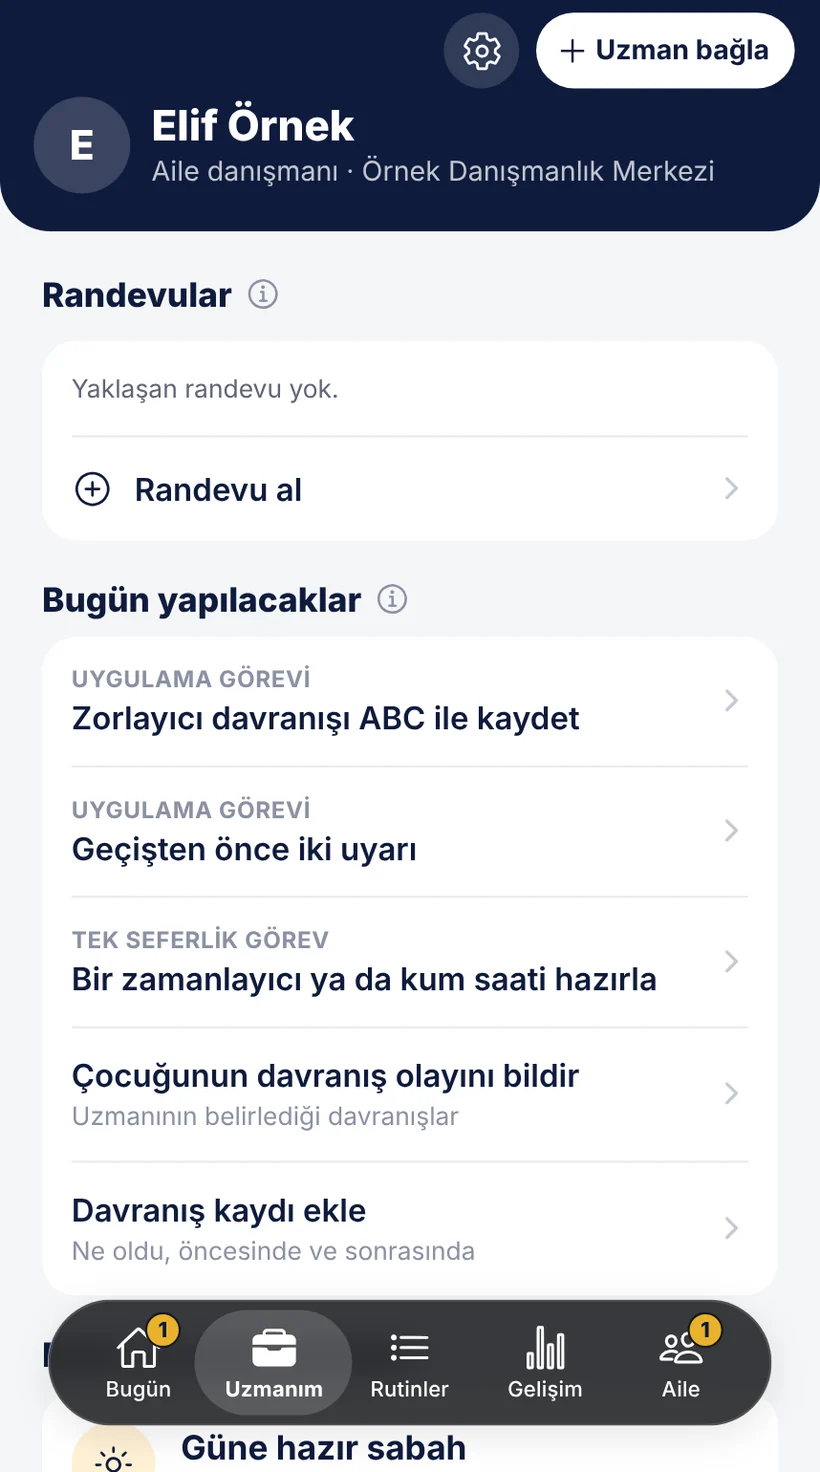 Uzman bağla
E
Elif Örnek
Aile danışmanı · Örnek Danışmanlık Merkezi
Randevular
Yaklaşan randevu yok.
Randevu al
Bugün yapılacaklar
UYGULAMA GÖREVİ
Zorlayıcı davranışı ABC ile kaydet
UYGULAMA GÖREVİ
Geçişten önce iki uyarı
TEK SEFERLİK GÖREV
Bir zamanlayıcı ya da kum saati hazırla
Çocuğunun davranış olayını bildir
Uzmanının belirlediği davranışlar
Davranış kaydı ekle
Ne oldu, öncesinde ve sonrasında
1
1
Bugün
Uzmanım
Rutinler
Gelişim
Aile
Güne hazır sabah